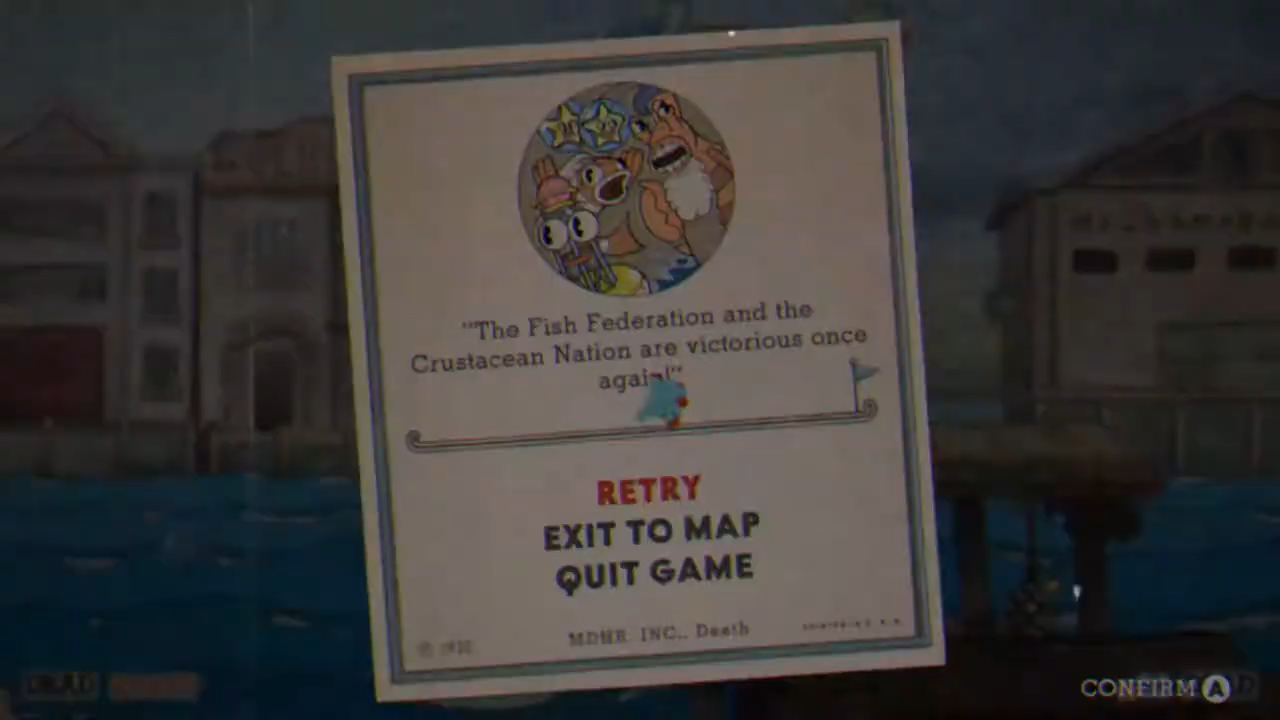 "The Fish Federation and the
Crustacean Nation are victorious once
again!"
RETRY
EXIT TO MAP
QUIT GAME
MDHR. INC., Death
CONFIRM A